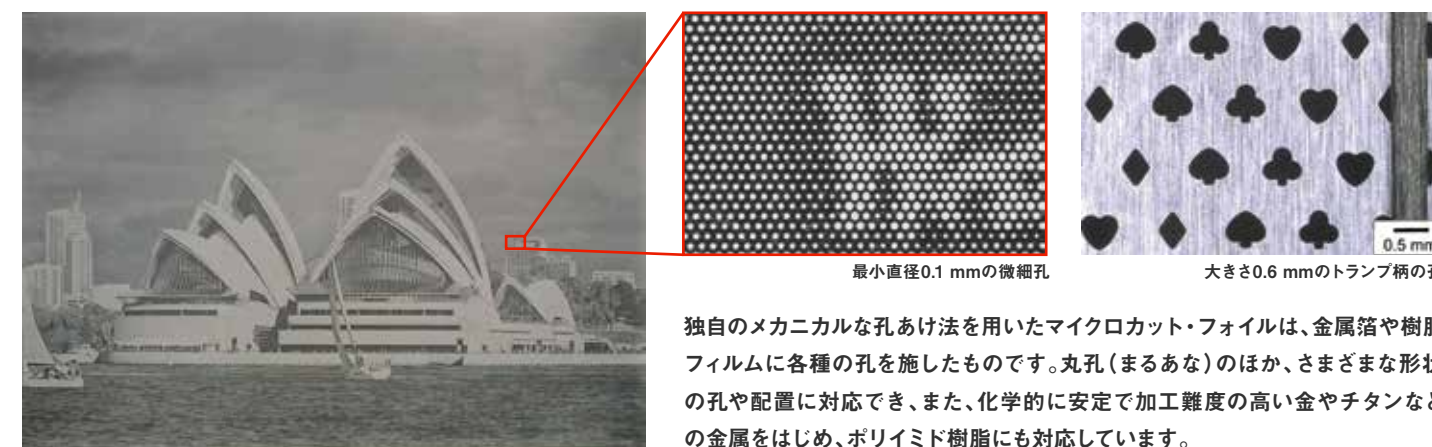 0.5 mm
最小直径0.1 mmの微細孔
大きさ0.6 mmのトランプ柄の孔
独自のメカニカルな孔あけ法を用いたマイクロカット・フォイルは、金属箔や樹脂
フィルムに各種の孔を施したものです。丸孔（まるあな）のほか、さまざまな形状
の孔や配置に対応でき、また、化学的に安定で加工難度の高い金やチタンなど
の金属をはじめ、ポリイミド樹脂にも対応しています。